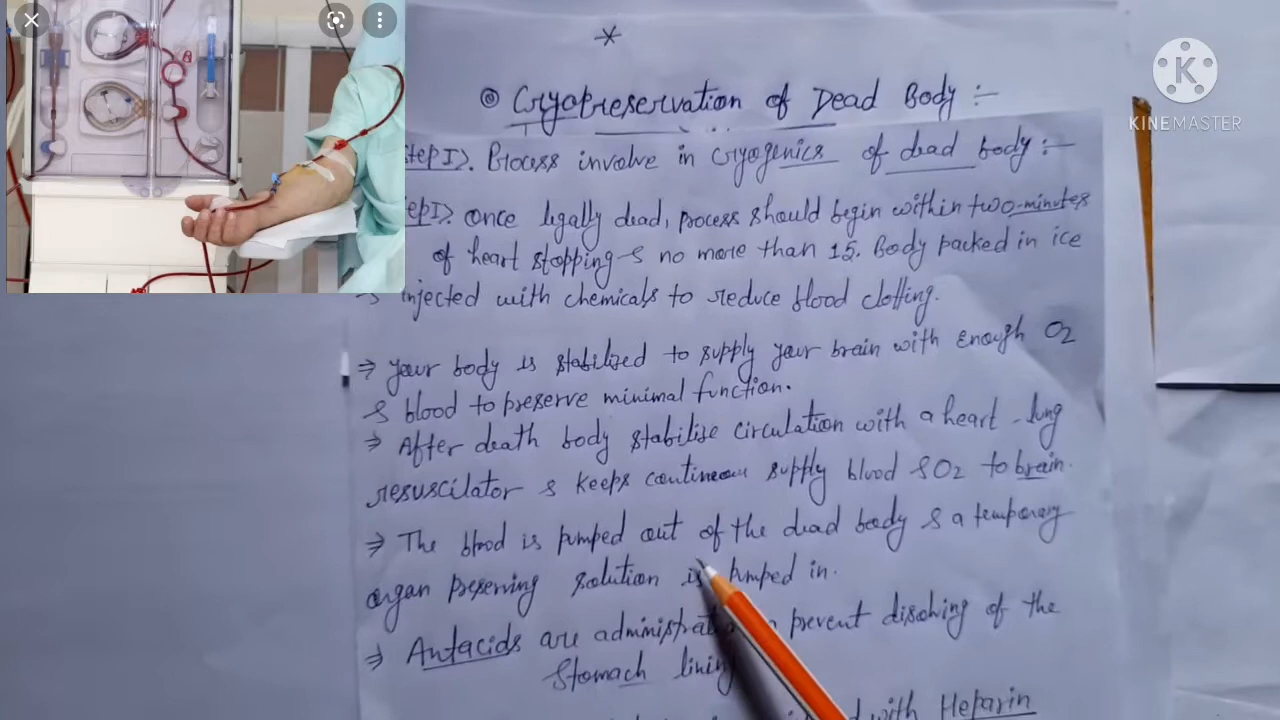 *
Cryopreservation of Dead Body :-
Step I). Process involve in cryogenics of dead body :-
epI). Once legally dead, process should begin within two-minutes
of heart stopping & no more than 15. Body packed in ice
& injected with chemicals to reduce blood clotting.
⇒ your body is stabilized to supply your brain with enough O2
& blood to preserve minimal function.
⇒ After death body stabilise circulation with a heart-lung
resuscilator & keeps continous supply blood & O2 to brain.
⇒ The blood is pumped out of the dead body & a temporary
organ preserving solution is pumped in.
⇒ Antacids are administrat prevent disolving of the
stomach lining
with Heparin
K
KINEMASTER